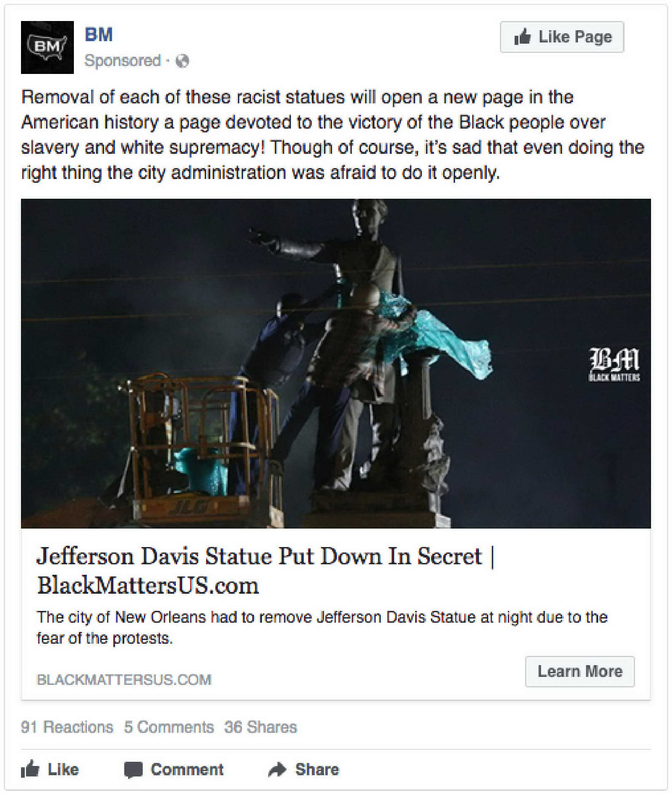 BM
BM
Like Page
Sponsored ·
Removal of each of these racist statues will open a new page in the
American history a page devoted to the victory of the Black people over
slavery and white supremacy! Though of course, it's sad that even doing the
right thing the city administration was afraid to do it openly.
BM
BLACK MATTERS
JLG
Jefferson Davis Statue Put Down In Secret |
BlackMattersUS.com
The city of New Orleans had to remove Jefferson Davis Statue at night due to the
fear of the protests.
BLACKMATTERSUS.COM
Learn More
91 Reactions 5 Comments 36 Shares
Like Comment Share